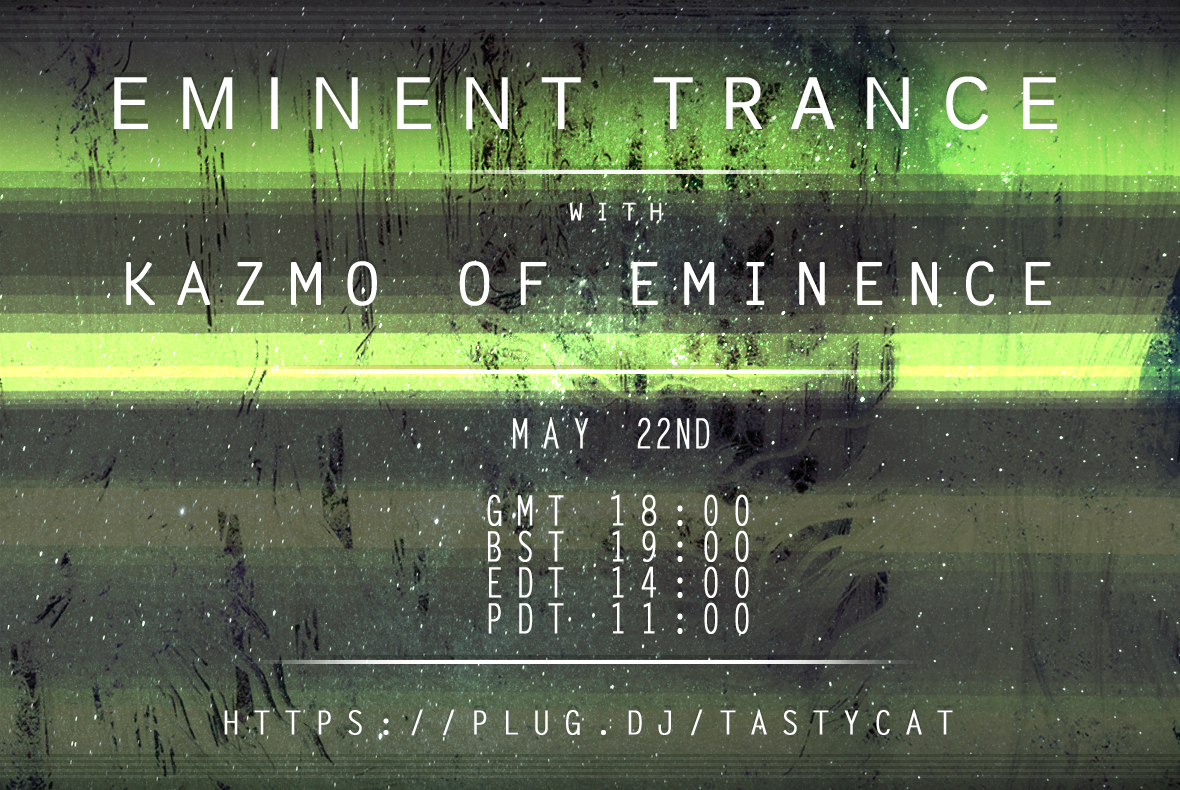 EMINENT TRANCE
WITH
KAZMO OF EMINENCE
MAY 22ND
GMT 18:00
BST 19:00
EDT 14:00
PDT 11:00
HTTPS://PLUG.DJ/TASTYCAT